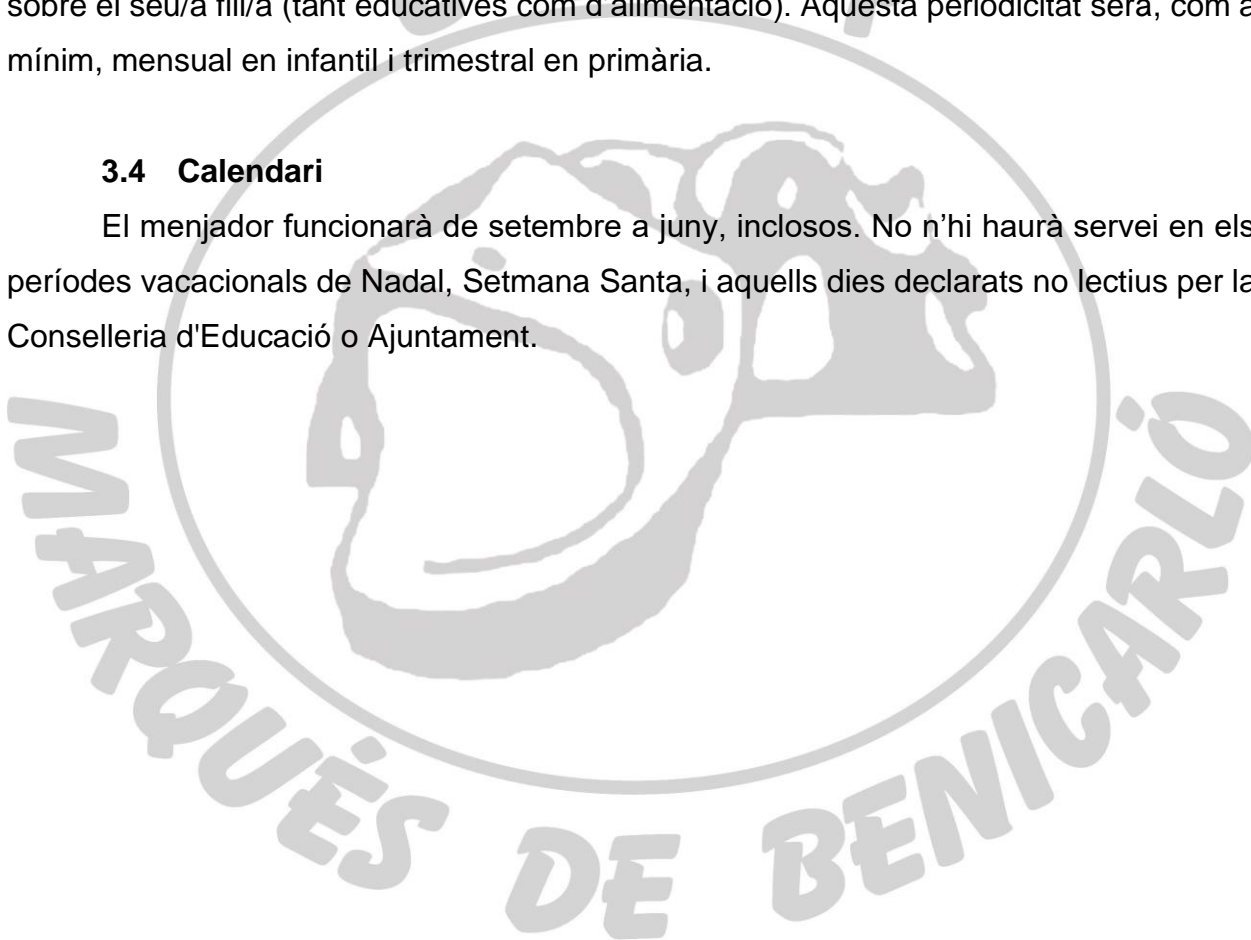 sobre el seu/a fill/a (tant educatives com d'alimentació). Aquesta periodicitat serà, com a
mínim, mensual en infantil i trimestral en primària.
3.4 Calendari
El menjador funcionarà de setembre a juny, inclosos. No n'hi haurà servei en els
períodes vacacionals de Nadal, Setmana Santa, i aquells dies declarats no lectius per la
Conselleria d'Educació o Ajuntament.
MARQUÉS DE BENICARLÓ